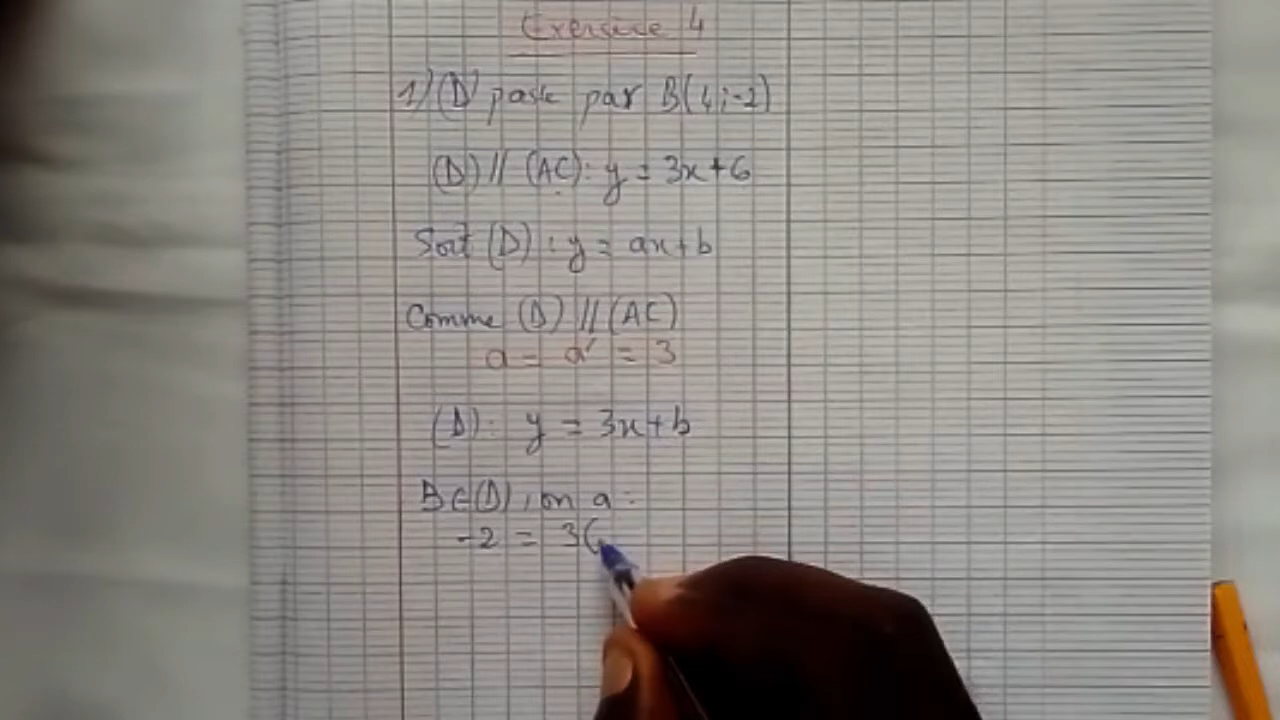 Exercice 4
1) (D) passe par B(4;-2)
(D) // (AC): y = 3x+6
Soit (D) : y = ax+b
Comme (D) // (AC)
a = a' = 3
(D): y = 3x+b
B∈(D), on a :
-2 = 3(